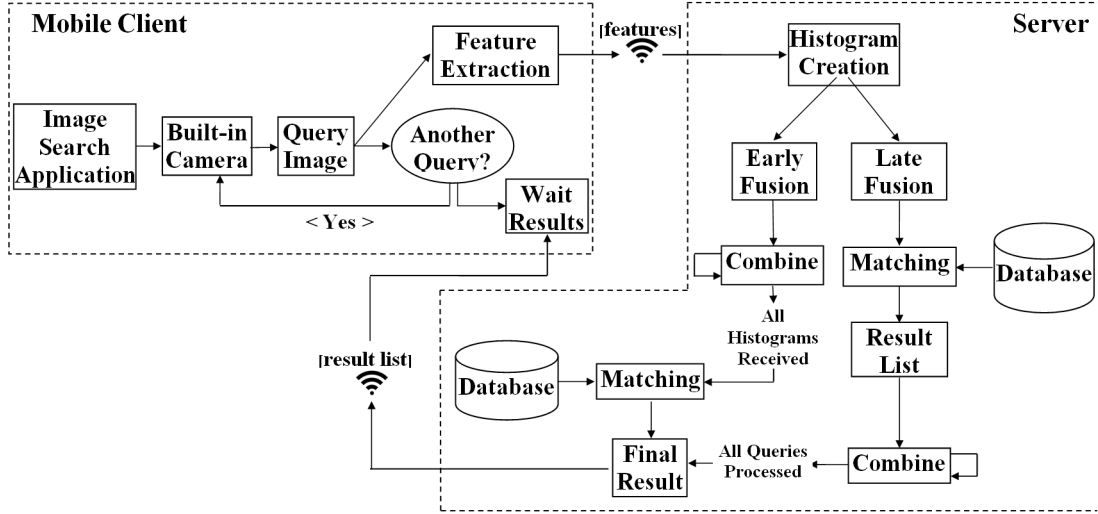 Mobile Client
Server
Feature
Extraction
[features]
Histogram
Creation
Image
Search
Application
Built-in
Camera
Query
Image
Another
Query?
< Yes >
Wait
Results
Early
Fusion
Late
Fusion
Combine
Matching
Database
All
Histograms
Received
Result
List
[result list]
Database
Matching
Final
Result
All Queries
Processed
Combine